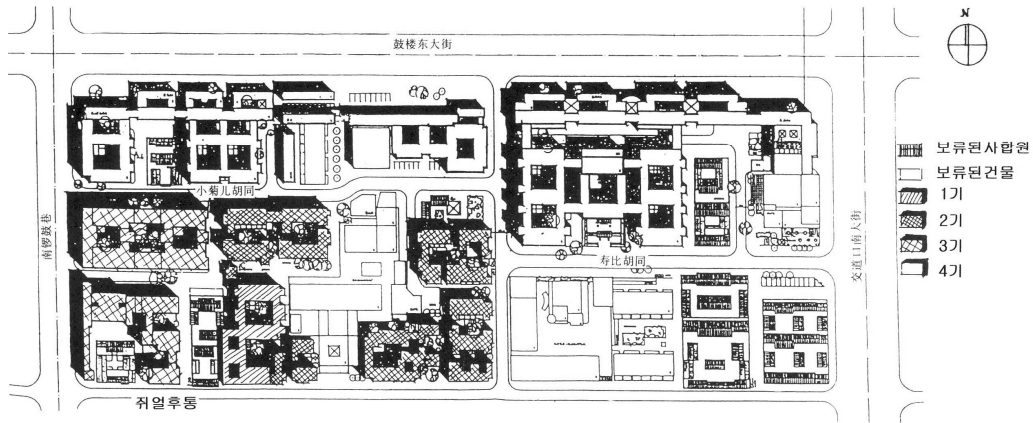 N
鼓楼东大街
보류된사합원
보류된건물
1기
2기
3기
4기
小菊儿胡同
南锣鼓巷
寿比胡同
交道口南大街
쥐얼후통